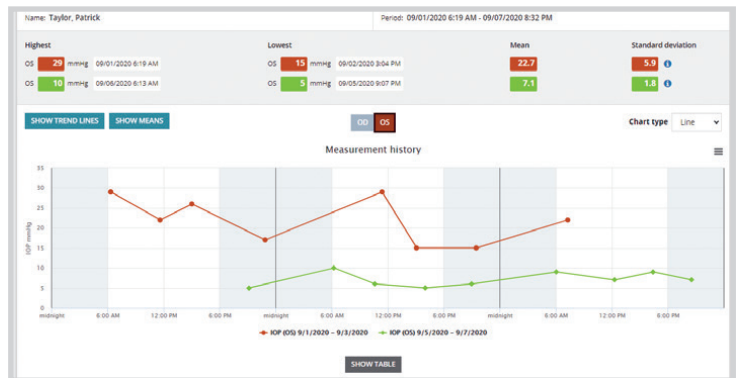 Name: Taylor, Patrick
Period: 09/01/2020 6:19 AM - 09/07/2020 8:32 PM
Highest Lowest Mean Standard deviation
OS 29 mmHg 09/01/2020 6:19 AM OS 15 mmHg 09/02/2020 3:04 PM 22.7 5.9
OS 10 mmHg 09/06/2020 6:13 AM OS 5 mmHg 09/05/2020 9:07 PM 7.1 1.8
SHOW TREND LINES SHOW MEANS OD OS Chart type Line
Measurement history
35
30
25
20
15
10
5
0
IOP mmHg
midnight 6:00 AM 12:00 PM 6:00 PM midnight 6:00 AM 12:00 PM 6:00 PM midnight 6:00 AM 12:00 PM 6:00 PM
IOP (OS) 9/1/2020 – 9/3/2020 IOP (OS) 9/5/2020 – 9/7/2020
SHOW TABLE